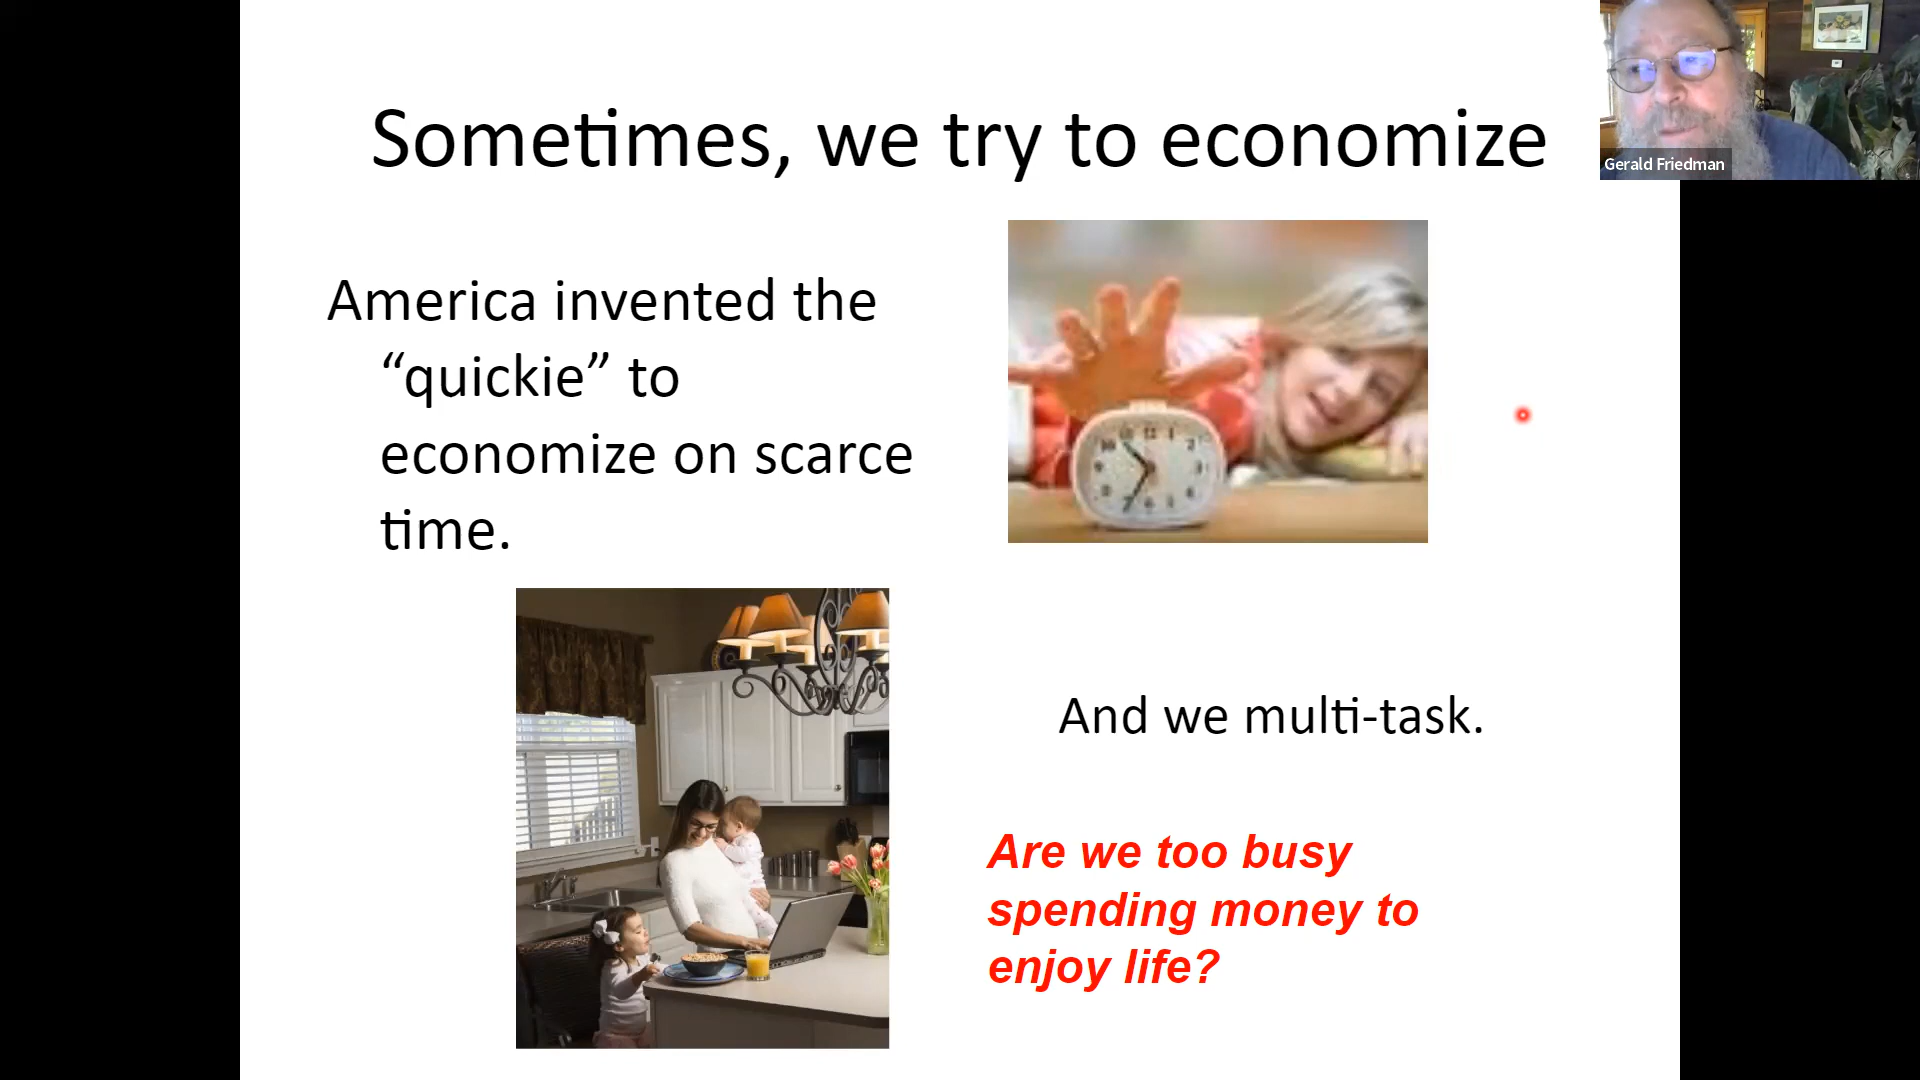 Sometimes, we try to economize
Gerald Friedman
America invented the
“quickie” to
economize on scarce
time.
And we multi-task.
Are we too busy
spending money to
enjoy life?